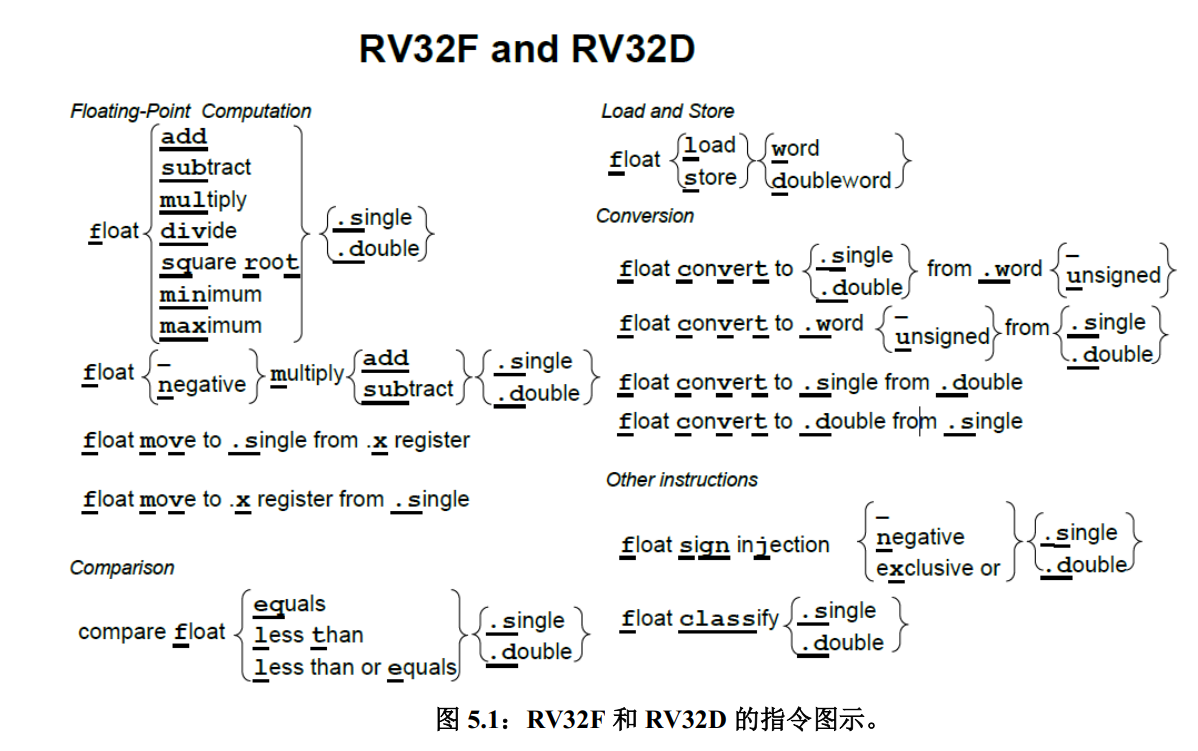 RV32F and RV32D
Floating-Point Computation
float
add
subtract
multiply
divide
square root
minimum
maximum
.single
.double
float
–
negative
multiply
add
subtract
.single
.double
float move to .single from .x register
float move to .x register from .single
Comparison
compare float
equals
less than
less than or equals
.single
.double
Load and Store
float
load
store
word
doubleword
Conversion
float convert to
.single
.double
from .word
–
unsigned
float convert to .word
–
unsigned
from
.single
.double
float convert to .single from .double
float convert to .double from .single
Other instructions
float sign injection
–
negative
exclusive or
.single
.double
float classify
.single
.double
图 5.1：RV32F 和 RV32D 的指令图示。